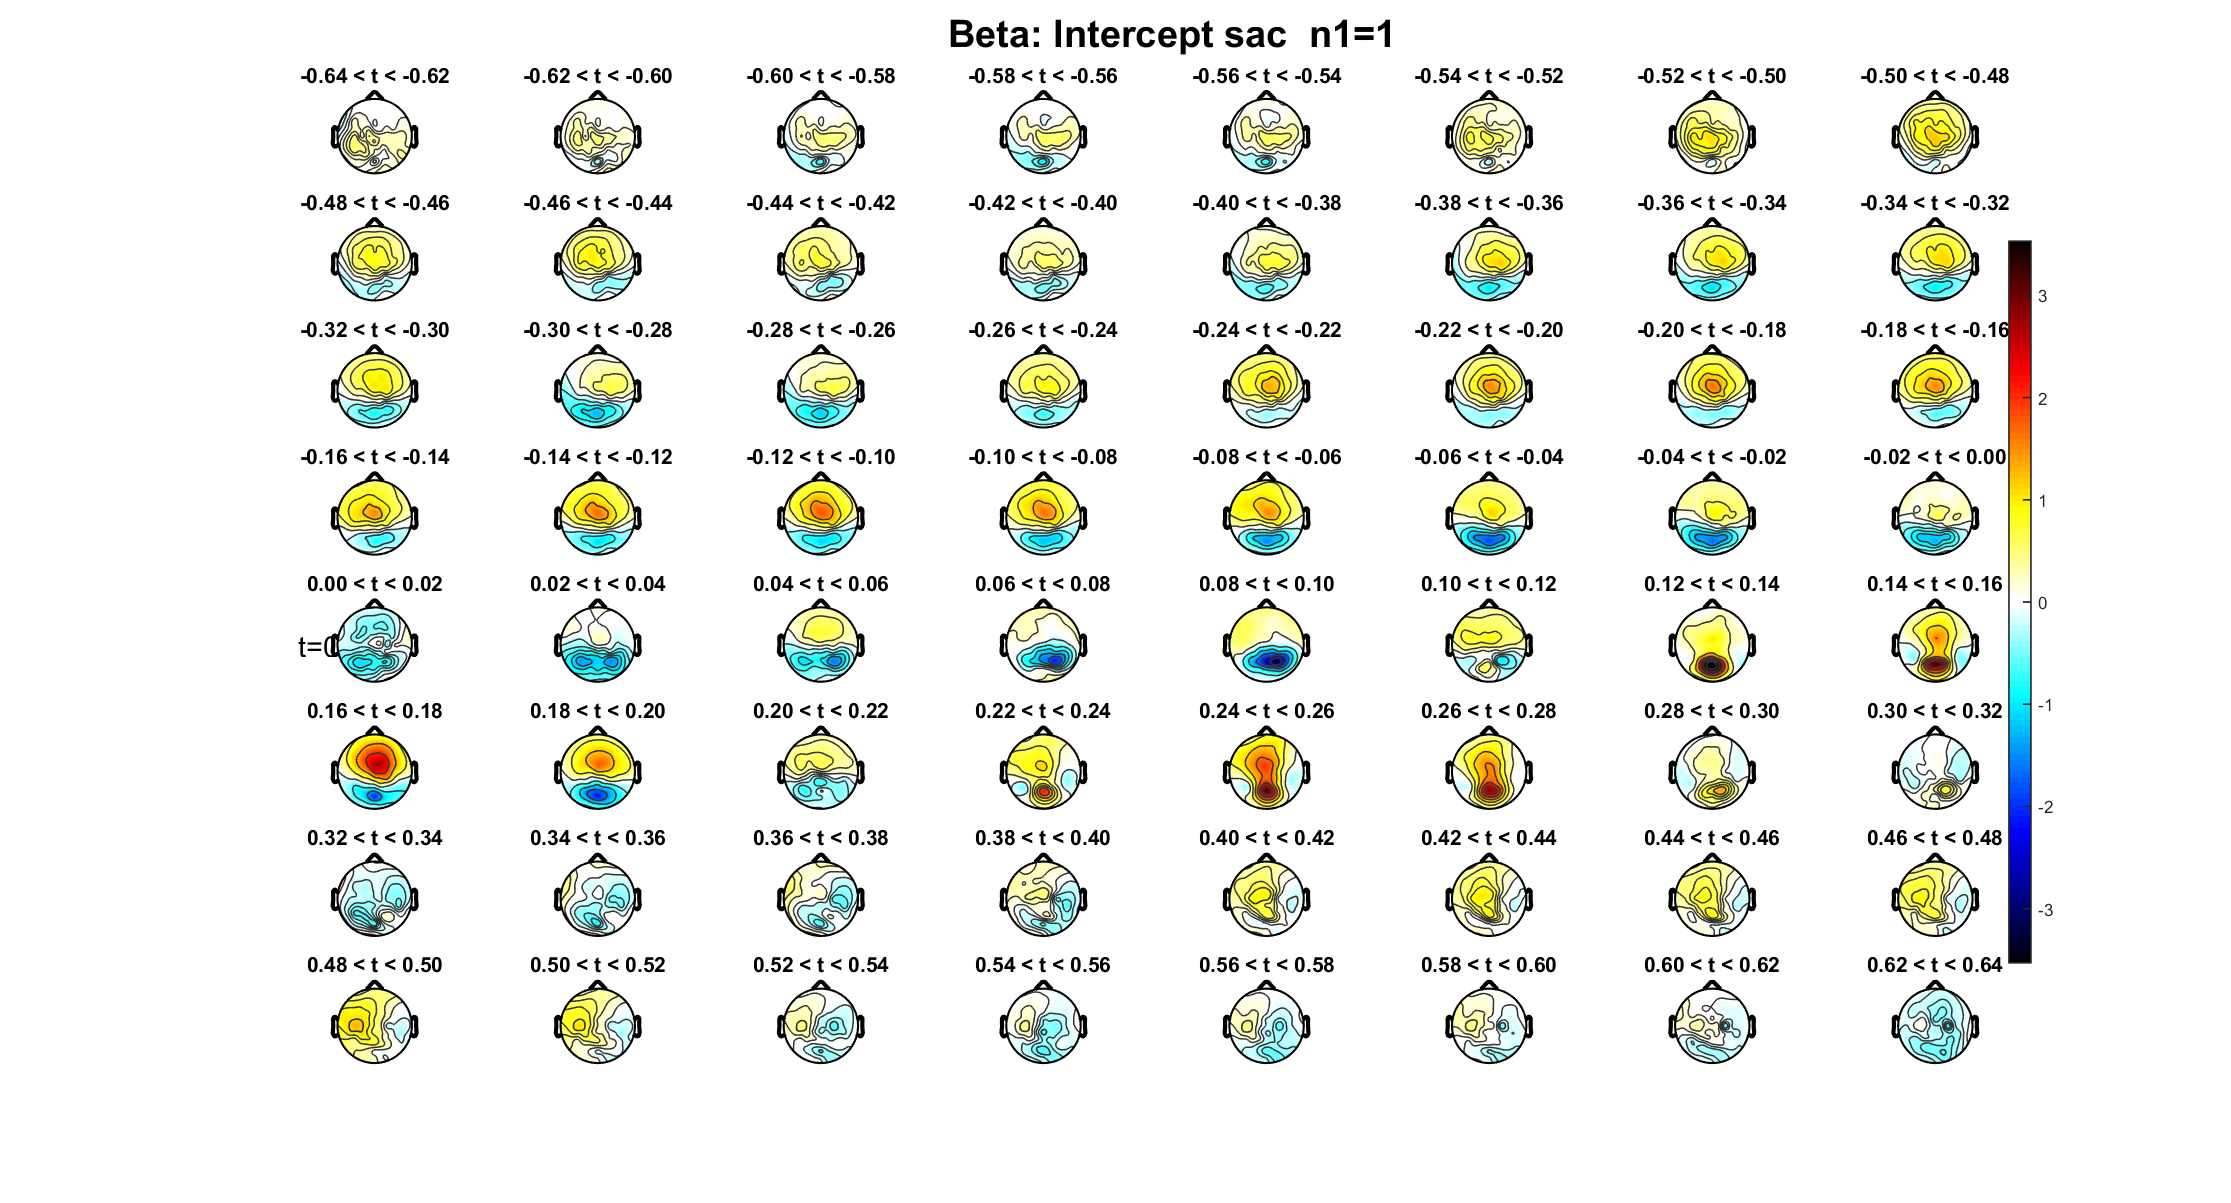 Beta: Intercept sac  n1=1
-0.64 < t < -0.62 -0.62 < t < -0.60 -0.60 < t < -0.58 -0.58 < t < -0.56 -0.56 < t < -0.54 -0.54 < t < -0.52 -0.52 < t < -0.50 -0.50 < t < -0.48
-0.48 < t < -0.46 -0.46 < t < -0.44 -0.44 < t < -0.42 -0.42 < t < -0.40 -0.40 < t < -0.38 -0.38 < t < -0.36 -0.36 < t < -0.34 -0.34 < t < -0.32
-0.32 < t < -0.30 -0.30 < t < -0.28 -0.28 < t < -0.26 -0.26 < t < -0.24 -0.24 < t < -0.22 -0.22 < t < -0.20 -0.20 < t < -0.18 -0.18 < t < -0.16
-0.16 < t < -0.14 -0.14 < t < -0.12 -0.12 < t < -0.10 -0.10 < t < -0.08 -0.08 < t < -0.06 -0.06 < t < -0.04 -0.04 < t < -0.02 -0.02 < t < 0.00
0.00 < t < 0.02 0.02 < t < 0.04 0.04 < t < 0.06 0.06 < t < 0.08 0.08 < t < 0.10 0.10 < t < 0.12 0.12 < t < 0.14 0.14 < t < 0.16
t=0
0.16 < t < 0.18 0.18 < t < 0.20 0.20 < t < 0.22 0.22 < t < 0.24 0.24 < t < 0.26 0.26 < t < 0.28 0.28 < t < 0.30 0.30 < t < 0.32
0.32 < t < 0.34 0.34 < t < 0.36 0.36 < t < 0.38 0.38 < t < 0.40 0.40 < t < 0.42 0.42 < t < 0.44 0.44 < t < 0.46 0.46 < t < 0.48
0.48 < t < 0.50 0.50 < t < 0.52 0.52 < t < 0.54 0.54 < t < 0.56 0.56 < t < 0.58 0.58 < t < 0.60 0.60 < t < 0.62 0.62 < t < 0.64
3
2
1
0
-1
-2
-3